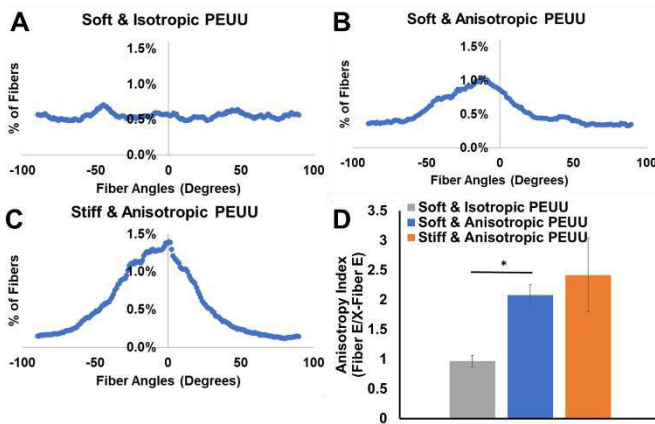 A
Soft & Isotropic PEUU
% of Fibers
1.5%
1.0%
0.5%
0.0%
-100 -50 0 50 100
Fiber Angles (Degrees)
B
Soft & Anisotropic PEUU
% of Fibers
1.5%
1.0%
0.5%
0.0%
-100 -50 0 50 100
Fiber Angles (Degrees)
C
Stiff & Anisotropic PEUU
% of Fibers
1.5%
1.0%
0.5%
0.0%
-100 -50 0 50 100
Fiber Angles (Degrees)
D
Soft & Isotropic PEUU
Soft & Anisotropic PEUU
Stiff & Anisotropic PEUU
Anisotropy Index
(Fiber E/X-Fiber E)
3.5
3
2.5
2
1.5
1
0.5
0
*